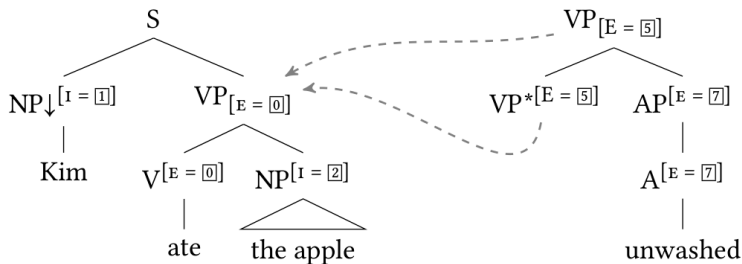 S VP[E = 5]
NP↓[I = 1] VP[E = 0] VP*[E = 5] AP[E = 7]
Kim V[E = 0] NP[I = 2] A[E = 7]
ate the apple unwashed